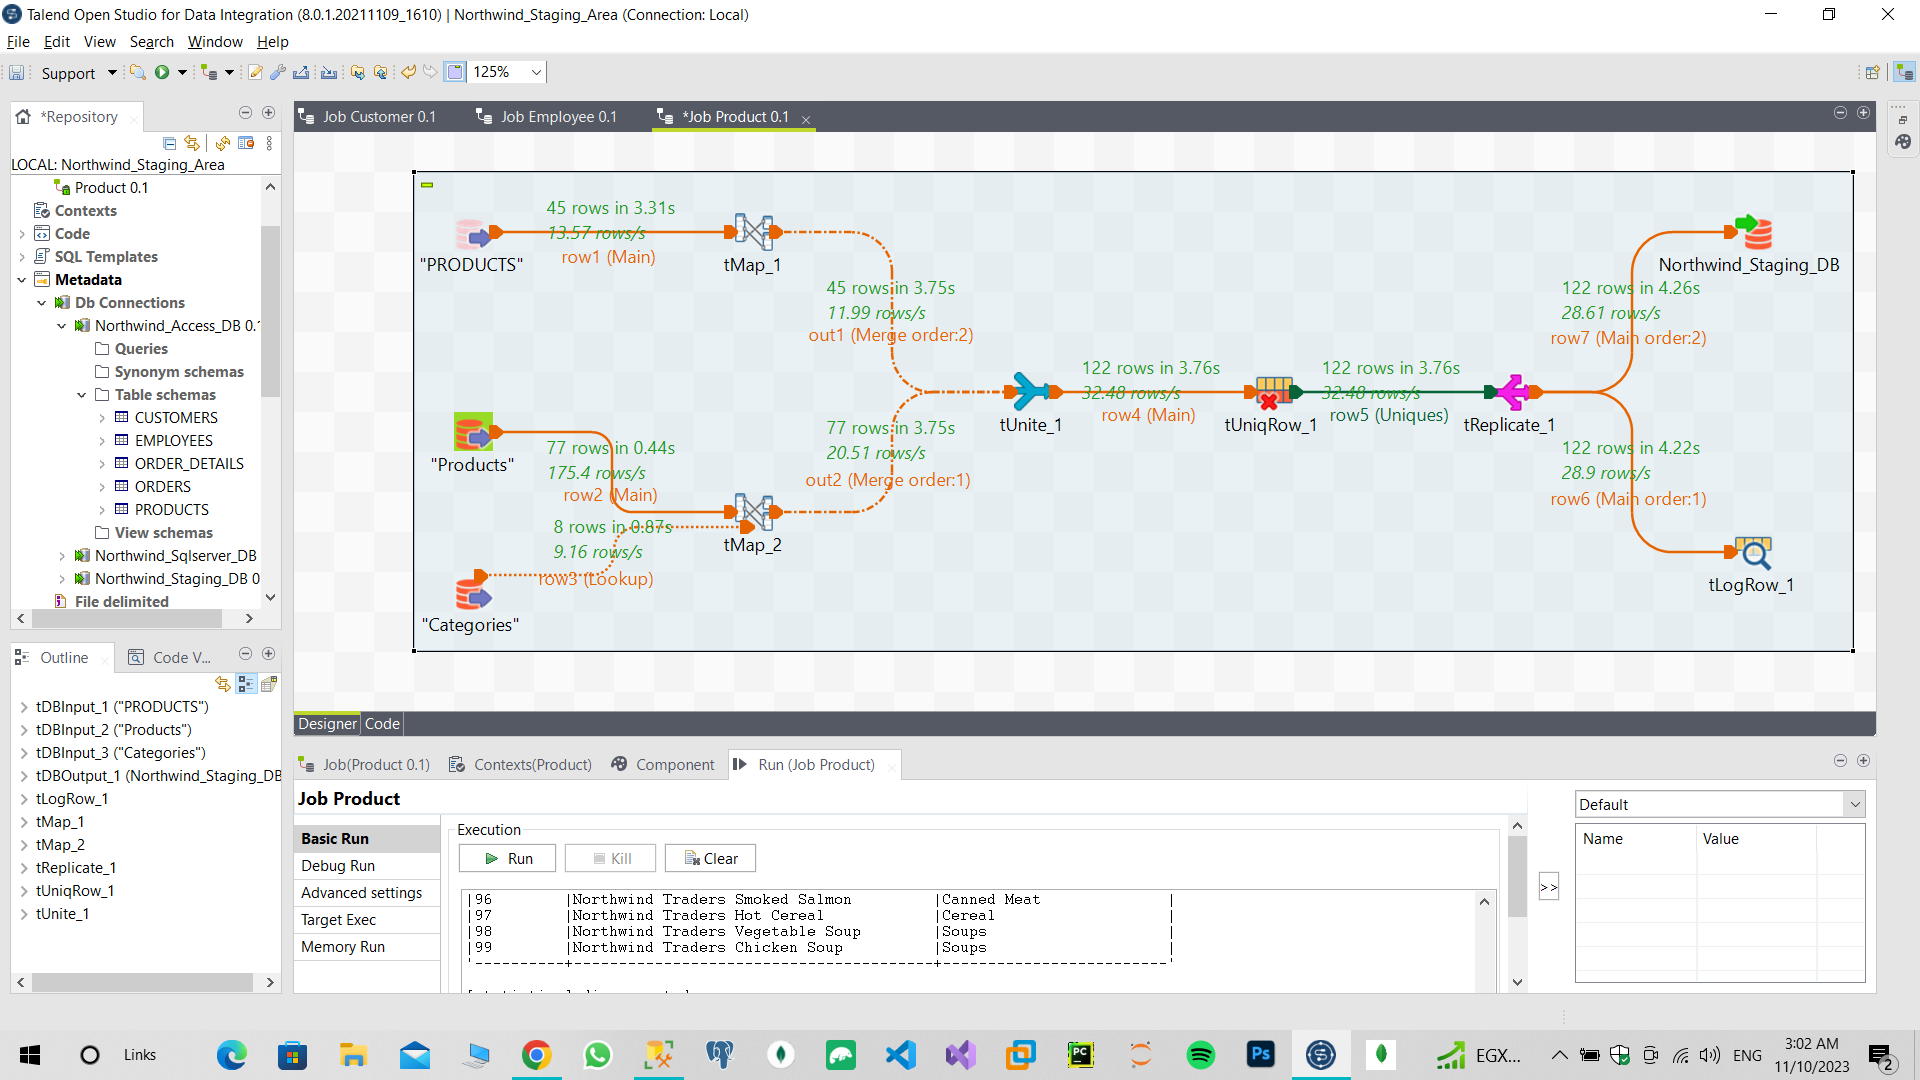 Talend Open Studio for Data Integration (8.0.1.20211109_1610) | Northwind_Staging_Area (Connection: Local)
File Edit View Search Window Help
Support 125%
*Repository
LOCAL: Northwind_Staging_Area
Product 0.1
Contexts
Code
SQL Templates
Metadata
Db Connections
Northwind_Access_DB 0.1
Queries
Synonym schemas
Table schemas
CUSTOMERS
EMPLOYEES
ORDER_DETAILS
ORDERS
PRODUCTS
View schemas
Northwind_Sqlserver_DB
Northwind_Staging_DB 0
File delimited
Outline Code V...
tDBInput_1 ("PRODUCTS")
tDBInput_2 ("Products")
tDBInput_3 ("Categories")
tDBOutput_1 (Northwind_Staging_DB
tLogRow_1
tMap_1
tMap_2
tReplicate_1
tUniqRow_1
tUnite_1
Job Customer 0.1 Job Employee 0.1 *Job Product 0.1
45 rows in 3.31s
13.57 rows/s
row1 (Main)
"PRODUCTS"
tMap_1
45 rows in 3.75s
11.99 rows/s
out1 (Merge order:2)
"Products"
77 rows in 0.44s
175.4 rows/s
row2 (Main)
8 rows in 0.87s
9.16 rows/s
row3 (Lookup)
"Categories"
tMap_2
77 rows in 3.75s
20.51 rows/s
out2 (Merge order:1)
tUnite_1
122 rows in 3.76s
32.48 rows/s
row4 (Main)
tUniqRow_1
122 rows in 3.76s
32.48 rows/s
row5 (Uniques)
tReplicate_1
Northwind_Staging_DB
122 rows in 4.26s
28.61 rows/s
row7 (Main order:2)
122 rows in 4.22s
28.9 rows/s
row6 (Main order:1)
tLogRow_1
Designer Code
Job(Product 0.1) Contexts(Product) Component Run (Job Product)
Job Product
Basic Run
Debug Run
Advanced settings
Target Exec
Memory Run
Execution
Run Kill Clear
|96 |Northwind Traders Smoked Salmon |Canned Meat |
|97 |Northwind Traders Hot Cereal |Cereal |
|98 |Northwind Traders Vegetable Soup |Soups |
|99 |Northwind Traders Chicken Soup |Soups |
'----------+---------------------------------------+-------------------------'
>>
Default
Name Value
Links
PC
Ps
EGX...
ENG
3:02 AM
11/10/2023
2